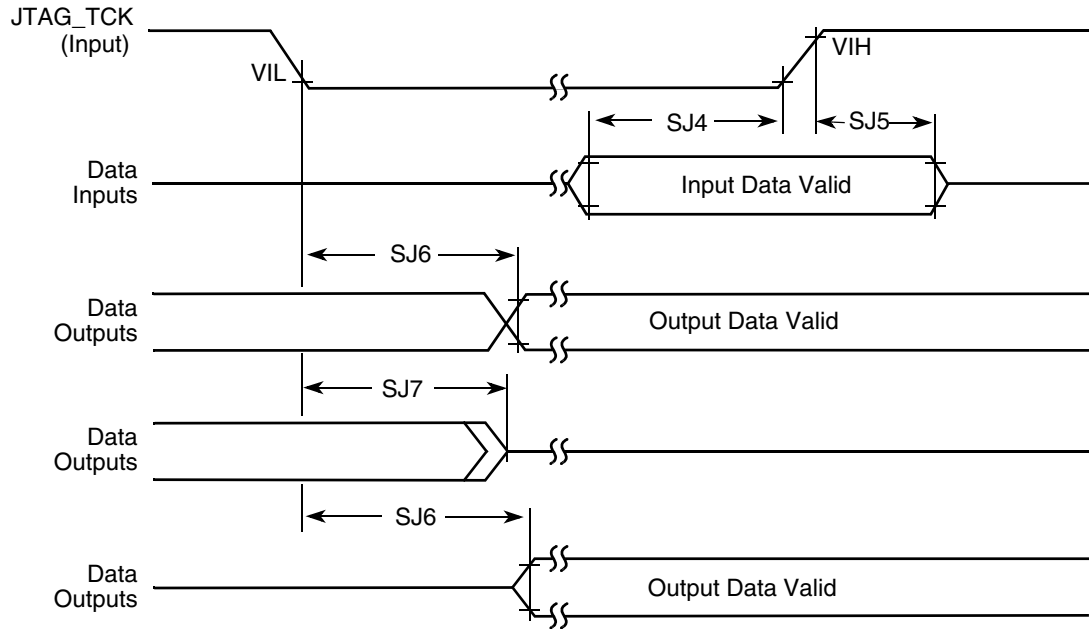 JTAG_TCK
(Input)
VIL
VIH
SJ4
SJ5
Data
Inputs
Input Data Valid
SJ6
Data
Outputs
Output Data Valid
SJ7
Data
Outputs
SJ6
Data
Outputs
Output Data Valid